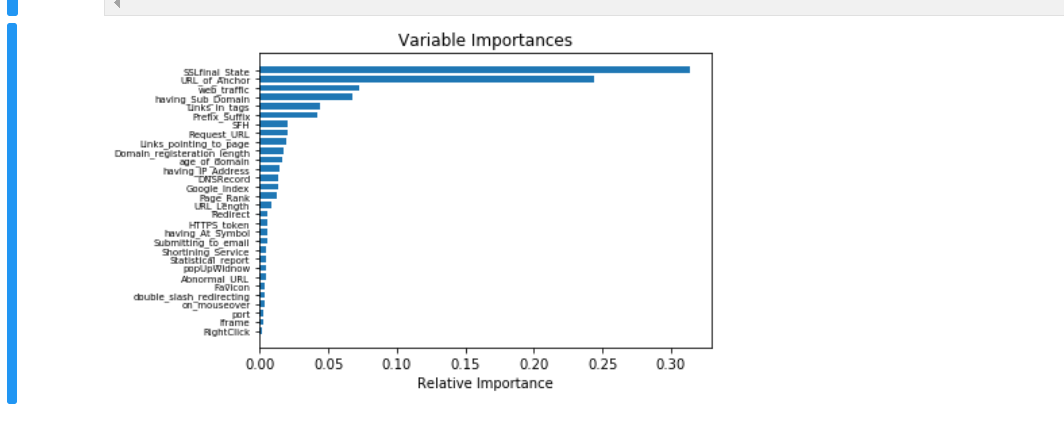 Variable Importances
SSLfinal_State
URL_of_Anchor
web_traffic
having_Sub_Domain
Links_in_tags
Prefix_Suffix
SFH
Request_URL
Links_pointing_to_page
Domain_registeration_length
age_of_domain
having_IP_Address
DNSRecord
Google_Index
Page_Rank
URL_Length
Redirect
HTTPS_token
having_At_Symbol
Submitting_to_email
Shortining_Service
Statistical_report
popUpWidnow
Abnormal_URL
Favicon
double_slash_redirecting
on_mouseover
port
Iframe
RightClick
0.00 0.05 0.10 0.15 0.20 0.25 0.30
Relative Importance